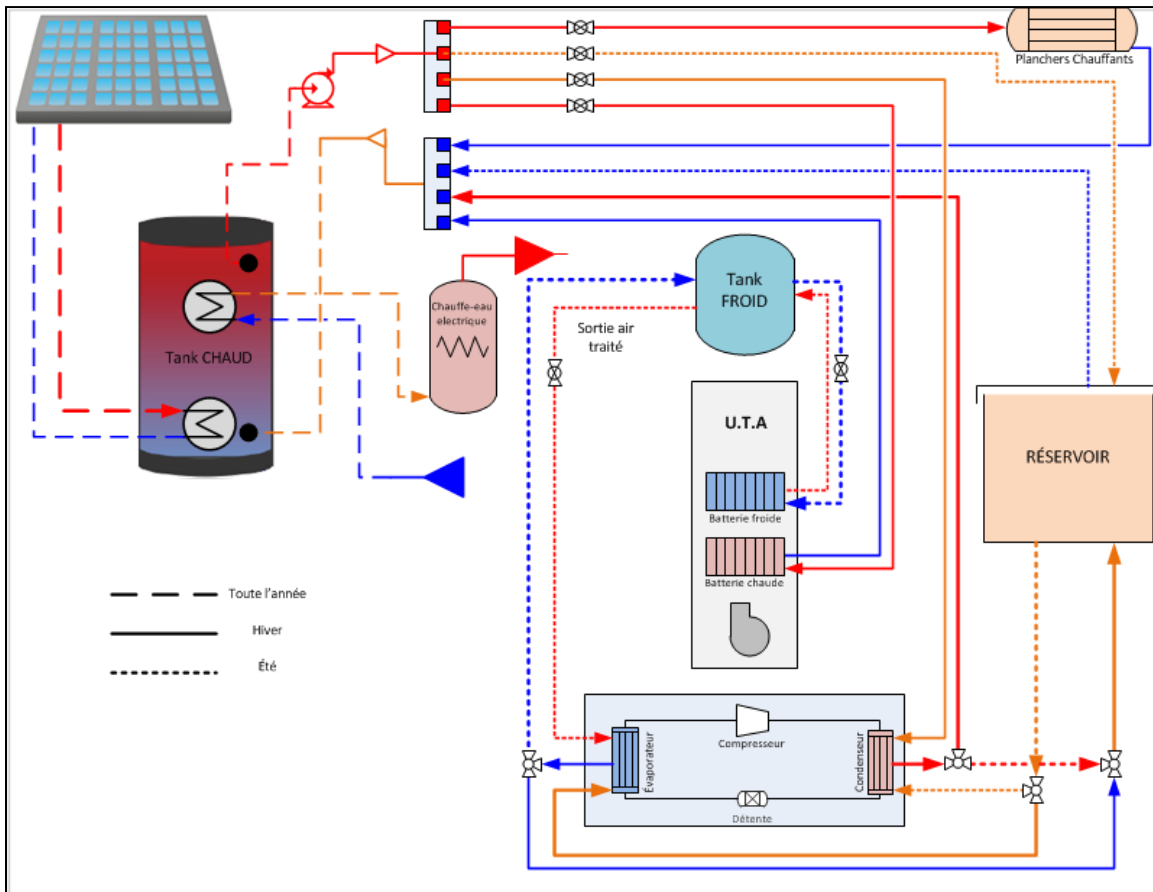 Planchers Chauffants
Tank
FROID
Chauffe-eau
electrique
Sortie air
traité
Tank CHAUD
U.T.A
RÉSERVOIR
Batterie froide
Batterie chaude
Toute l'année
Hiver
Été
Compresseur
Évaporateur
Condenseur
Détente